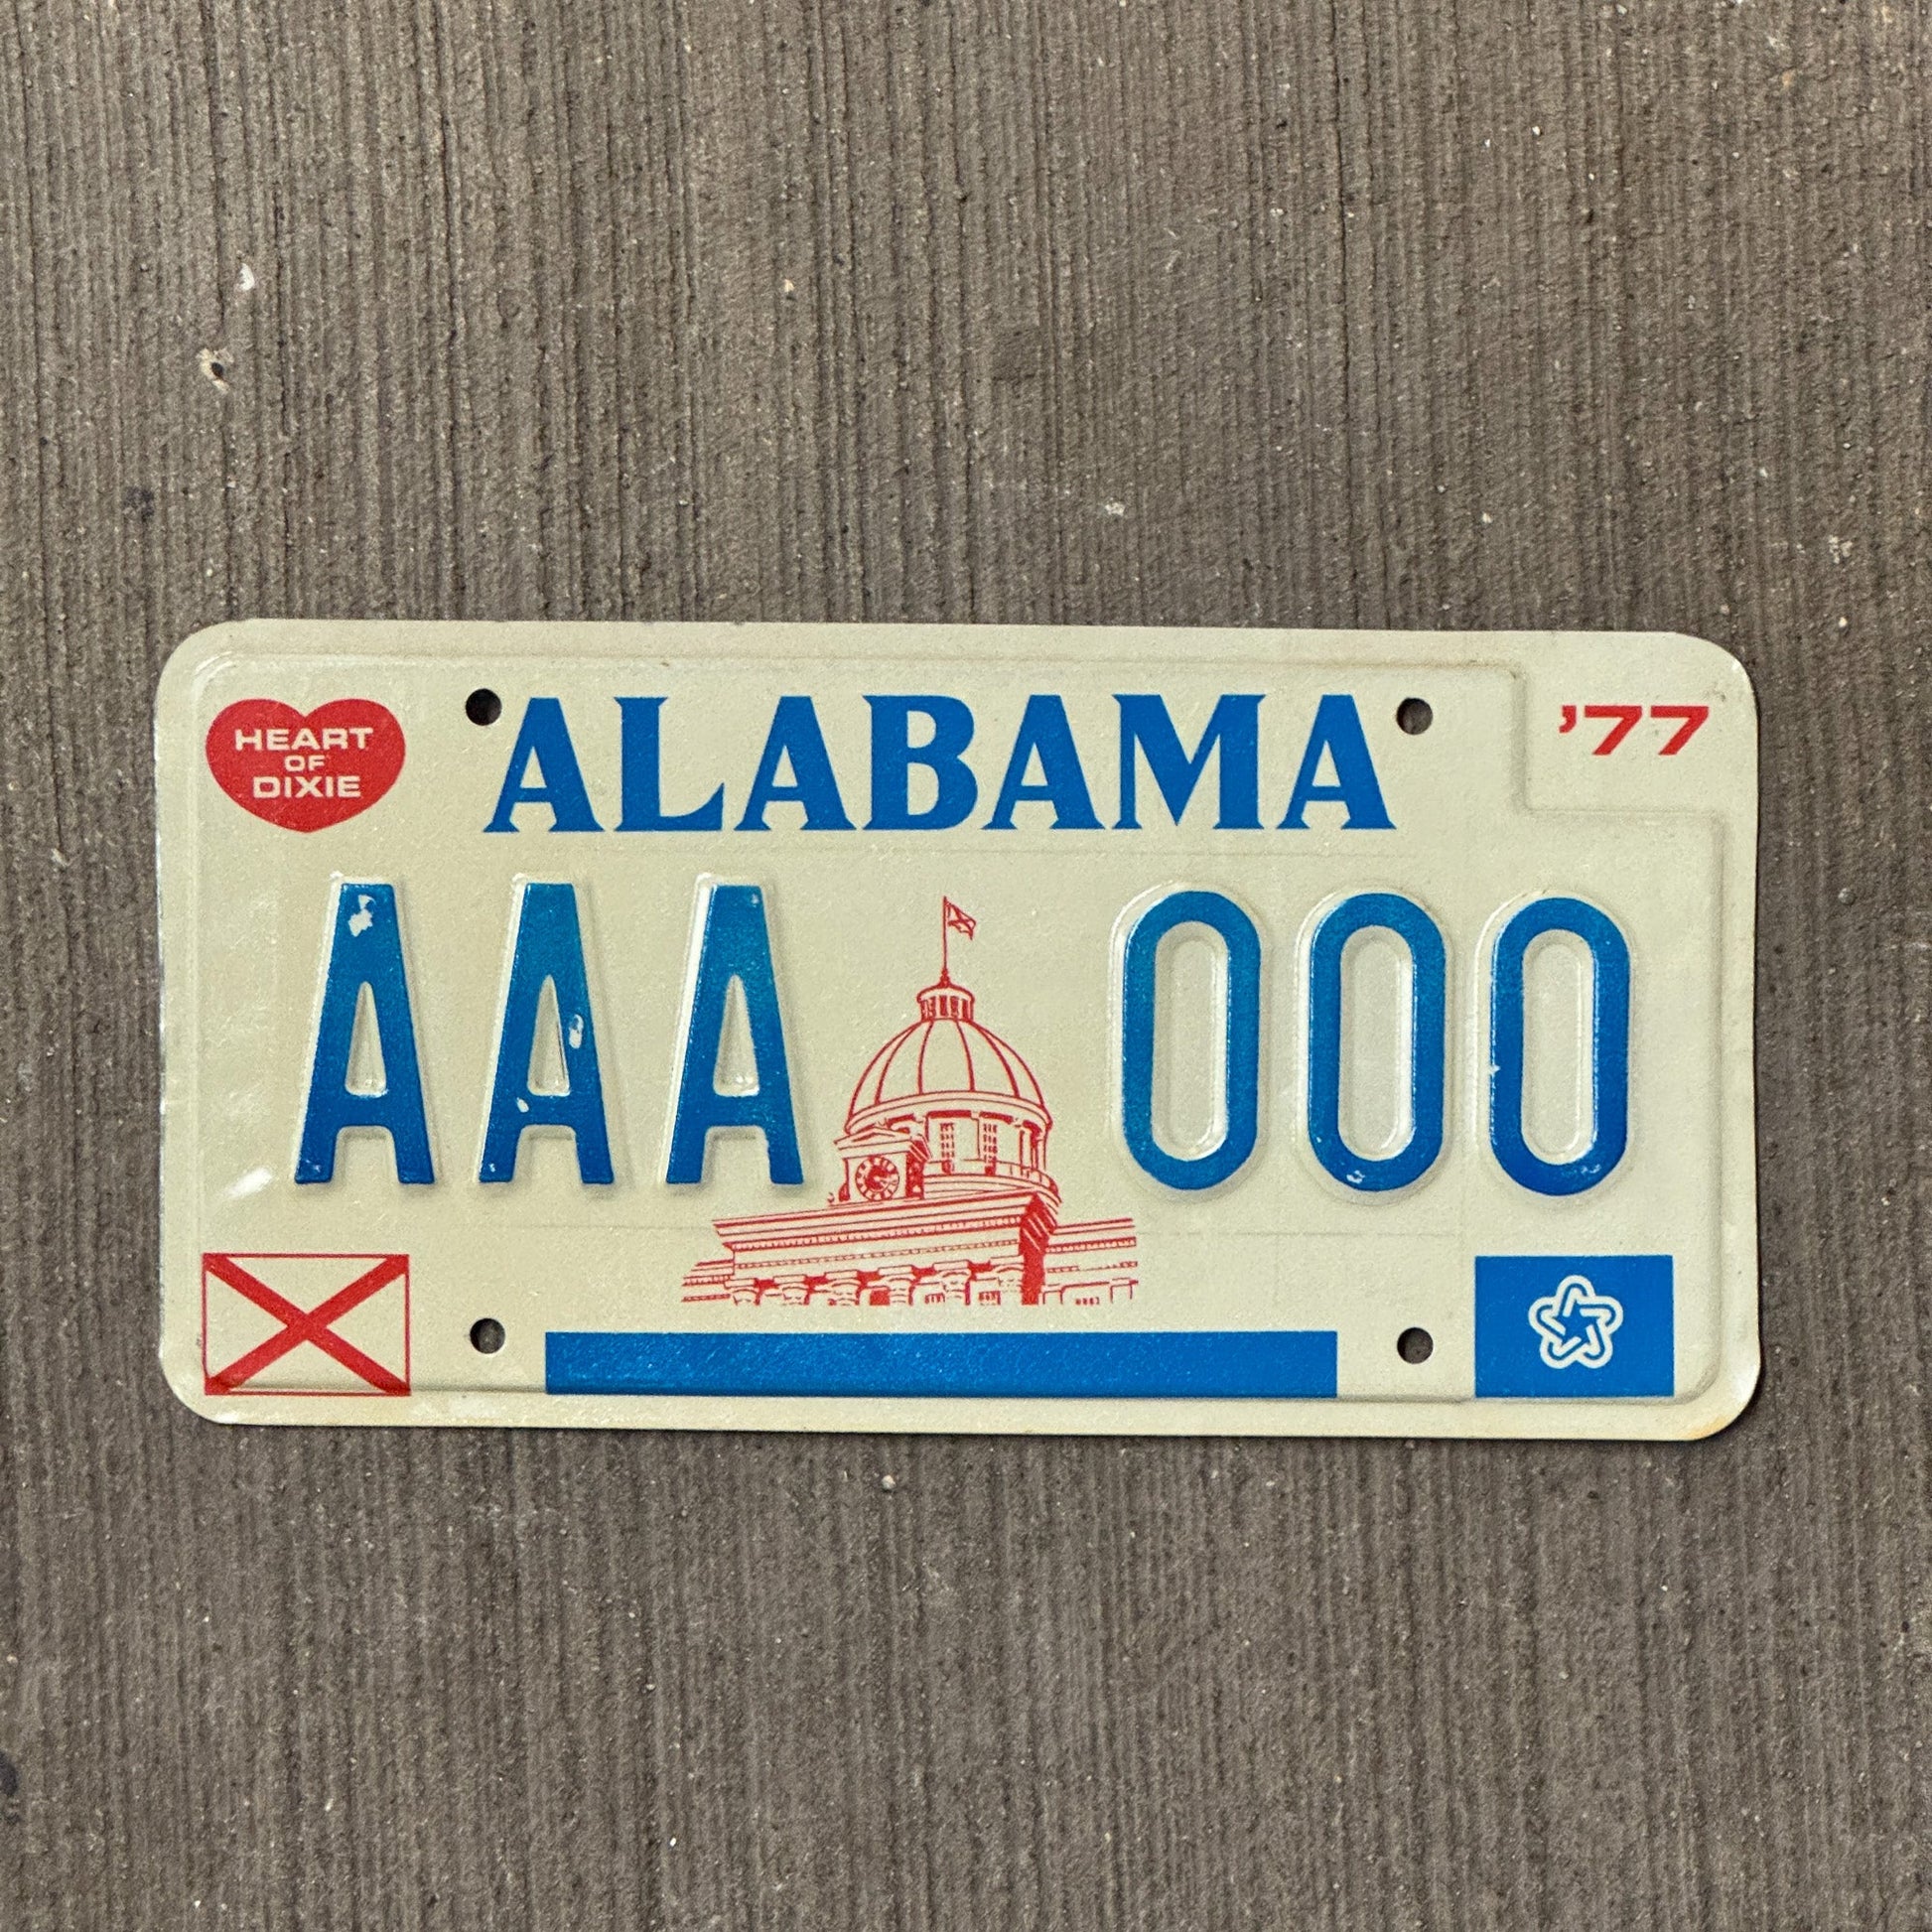 HEART
OF
DIXIE
ALABAMA
'77
AAA 000